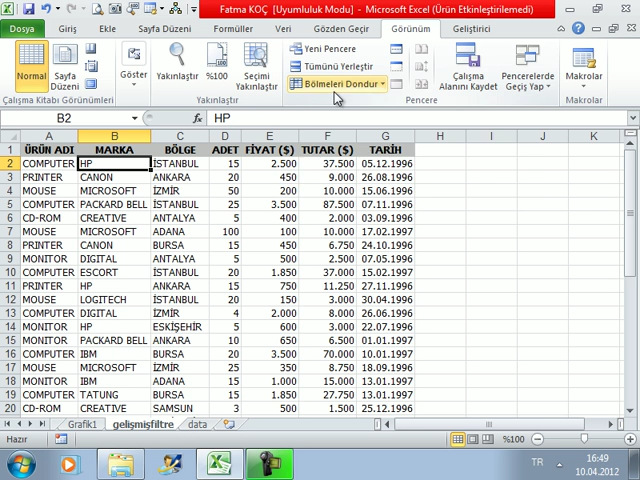 Fatma KOÇ [Uyumluluk Modu] - Microsoft Excel (Ürün Etkinleştirilemedi)
Dosya Giriş Ekle Sayfa Düzeni Formüller Veri Gözden Geçir Görünüm Geliştirici
Normal Sayfa Düzeni Göster Yakınlaştır %100 Seçimi Yakınlaştır Yeni Pencere Tümünü Yerleştir Bölmeleri Dondur Çalışma Alanını Kaydet Pencerelerde Geçiş Yap Makrolar
Çalışma Kitabı Görünümleri Yakınlaştır Pencere Makrolar
B2 fx HP
A B C D E F G H I J K
1 ÜRÜN ADI MARKA BÖLGE ADET FİYAT ($) TUTAR ($) TARİH
2 COMPUTER HP İSTANBUL 15 2.500 37.500 05.12.1996
3 PRINTER CANON ANKARA 20 450 9.000 26.08.1996
4 MOUSE MICROSOFT İZMİR 50 200 10.000 15.06.1996
5 COMPUTER PACKARD BELL İSTANBUL 25 3.500 87.500 07.11.1996
6 CD-ROM CREATIVE ANTALYA 5 400 2.000 03.09.1996
7 MOUSE MICROSOFT ADANA 100 100 10.000 17.02.1997
8 PRINTER CANON BURSA 15 450 6.750 24.10.1996
9 MONITOR DIGITAL ANTALYA 5 500 2.500 07.05.1996
10 COMPUTER ESCORT İSTANBUL 20 1.850 37.000 15.02.1997
11 PRINTER HP ANKARA 15 750 11.250 27.11.1996
12 MOUSE LOGITECH İSTANBUL 20 150 3.000 30.04.1996
13 COMPUTER DIGITAL İZMİR 4 2.000 8.000 26.06.1996
14 MONITOR HP ESKİŞEHİR 5 600 3.000 22.07.1996
15 MONITOR PACKARD BELL ANKARA 10 650 6.500 01.01.1997
16 COMPUTER IBM BURSA 20 3.500 70.000 10.01.1997
17 MOUSE MICROSOFT İZMİR 25 350 8.750 18.09.1996
18 MONITOR IBM ADANA 15 1.000 15.000 13.01.1997
19 COMPUTER TATUNG BURSA 15 1.850 27.750 13.01.1997
20 CD-ROM CREATIVE SAMSUN 3 500 1.500 25.12.1996
Grafik1 gelişmişfiltre data
Hazır %100
TR 16:49
10.04.2012